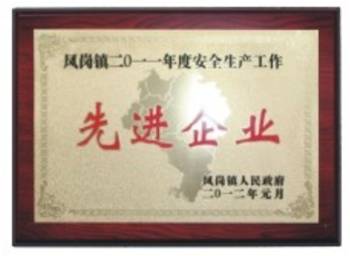 凤岗镇二〇一一年度安全生产工作
先进企业
凤岗镇人民政府
二〇一二年元月